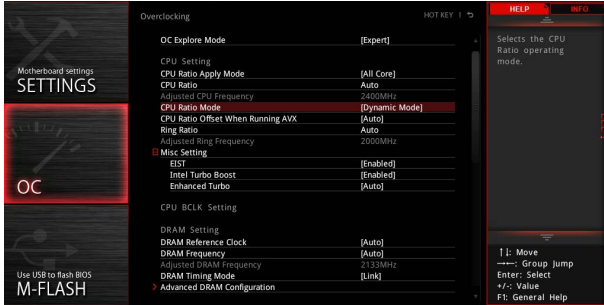 Overclocking
HOT KEY |
HELP
INFO
Motherboard settings
SETTINGS
OC
Use USB to flash BIOS
M-FLASH
OC Explore Mode [Expert]
CPU Setting
CPU Ratio Apply Mode [All Core]
CPU Ratio Auto
Adjusted CPU Frequency 2400MHz
CPU Ratio Mode [Dynamic Mode]
CPU Ratio Offset When Running AVX [Auto]
Ring Ratio Auto
Adjusted Ring Frequency 2000MHz
Misc Setting
EIST [Enabled]
Intel Turbo Boost [Enabled]
Enhanced Turbo [Auto]
CPU BCLK Setting
DRAM Setting
DRAM Reference Clock [Auto]
DRAM Frequency [Auto]
Adjusted DRAM Frequency 2133MHz
DRAM Timing Mode [Link]
Advanced DRAM Configuration
Selects the CPU
Ratio operating
mode.
↑↓: Move
→←: Group Jump
Enter: Select
+/-: Value
F1: General Help